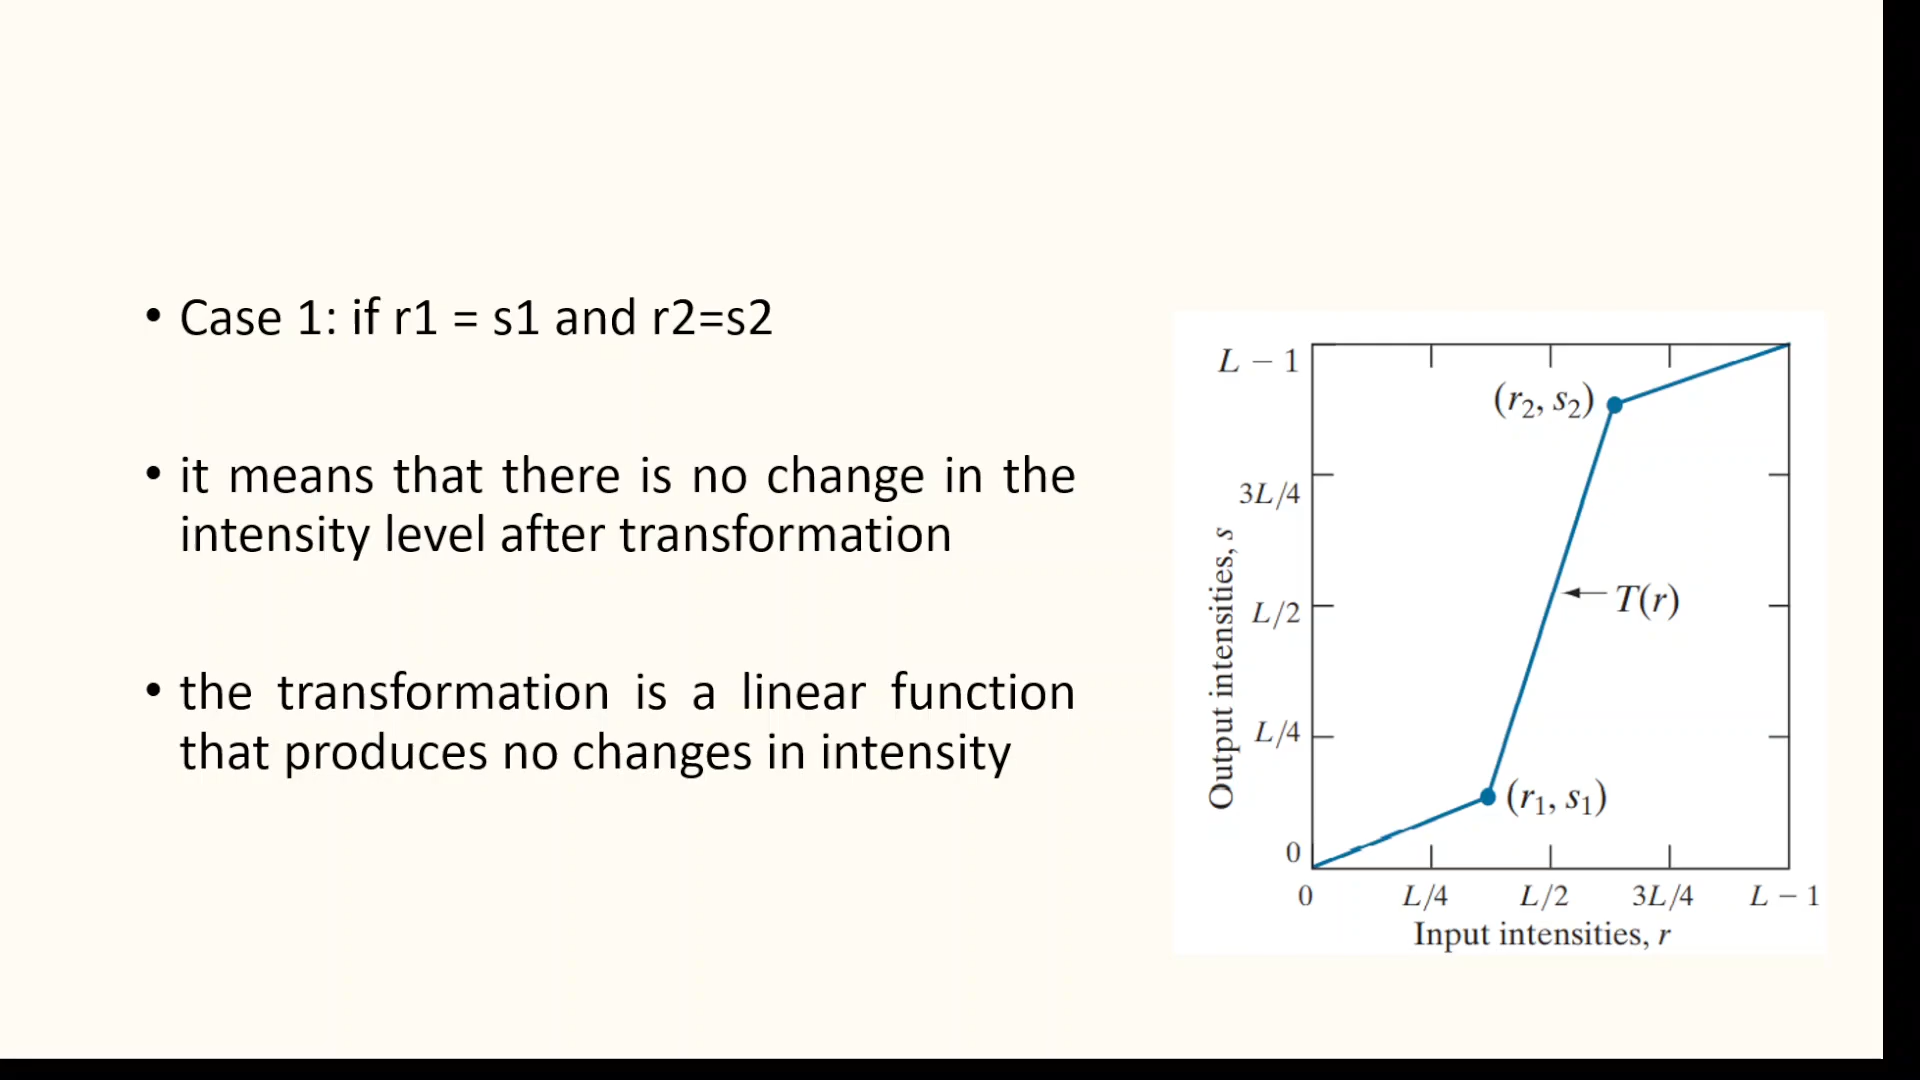 • Case 1: if r1 = s1 and r2=s2
• it means that there is no change in the
intensity level after transformation
• the transformation is a linear function
that produces no changes in intensity
L − 1
(r₂, s₂)
3L/4
Output intensities, s
L/2
T(r)
L/4
(r₁, s₁)
0
0 L/4 L/2 3L/4 L − 1
Input intensities, r